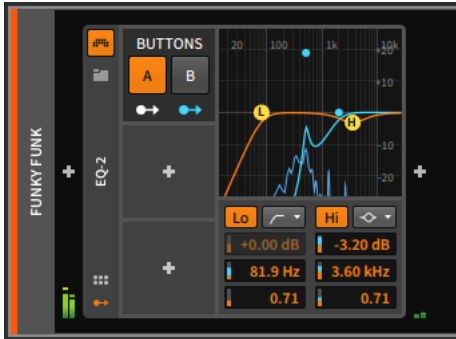 FUNKY FUNK
EQ-2
BUTTONS
A
B
20
100
1k
10k
+20
+10
-10
-20
L
H
Lo
Hi
+0.00 dB
-3.20 dB
81.9 Hz
3.60 kHz
0.71
0.71